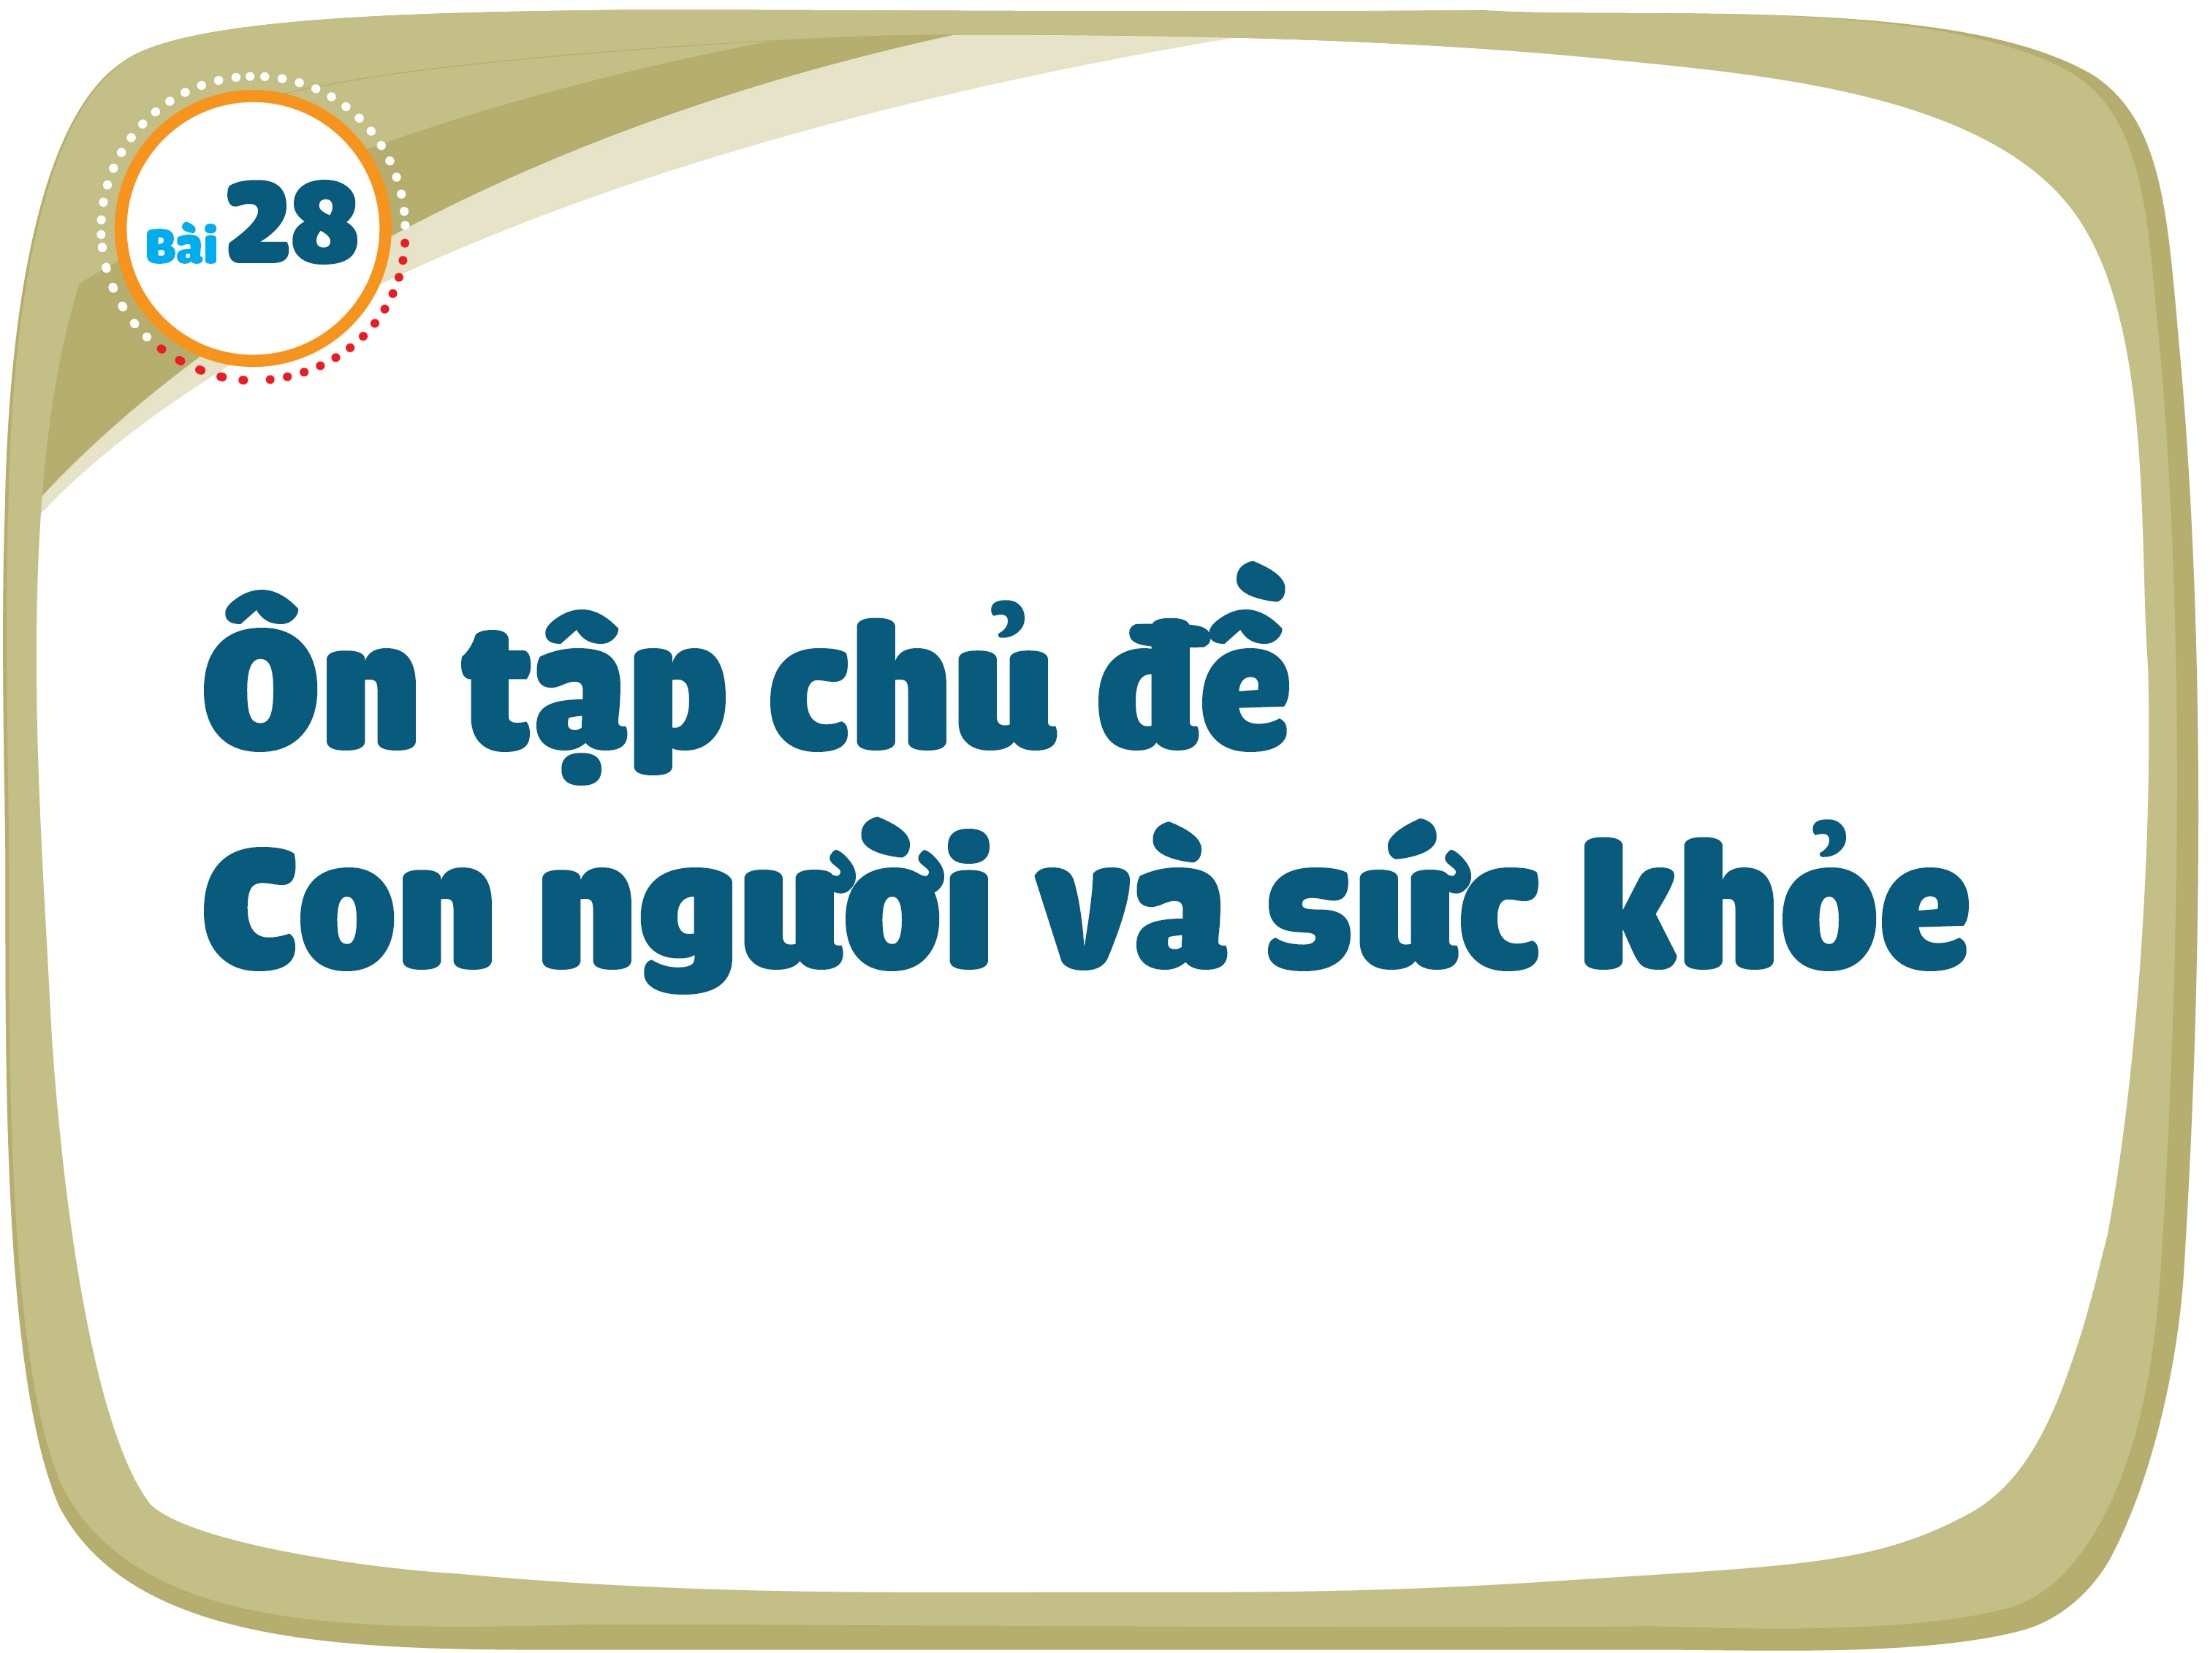 Bài 28
Ôn tập chủ đề
Con người và sức khỏe